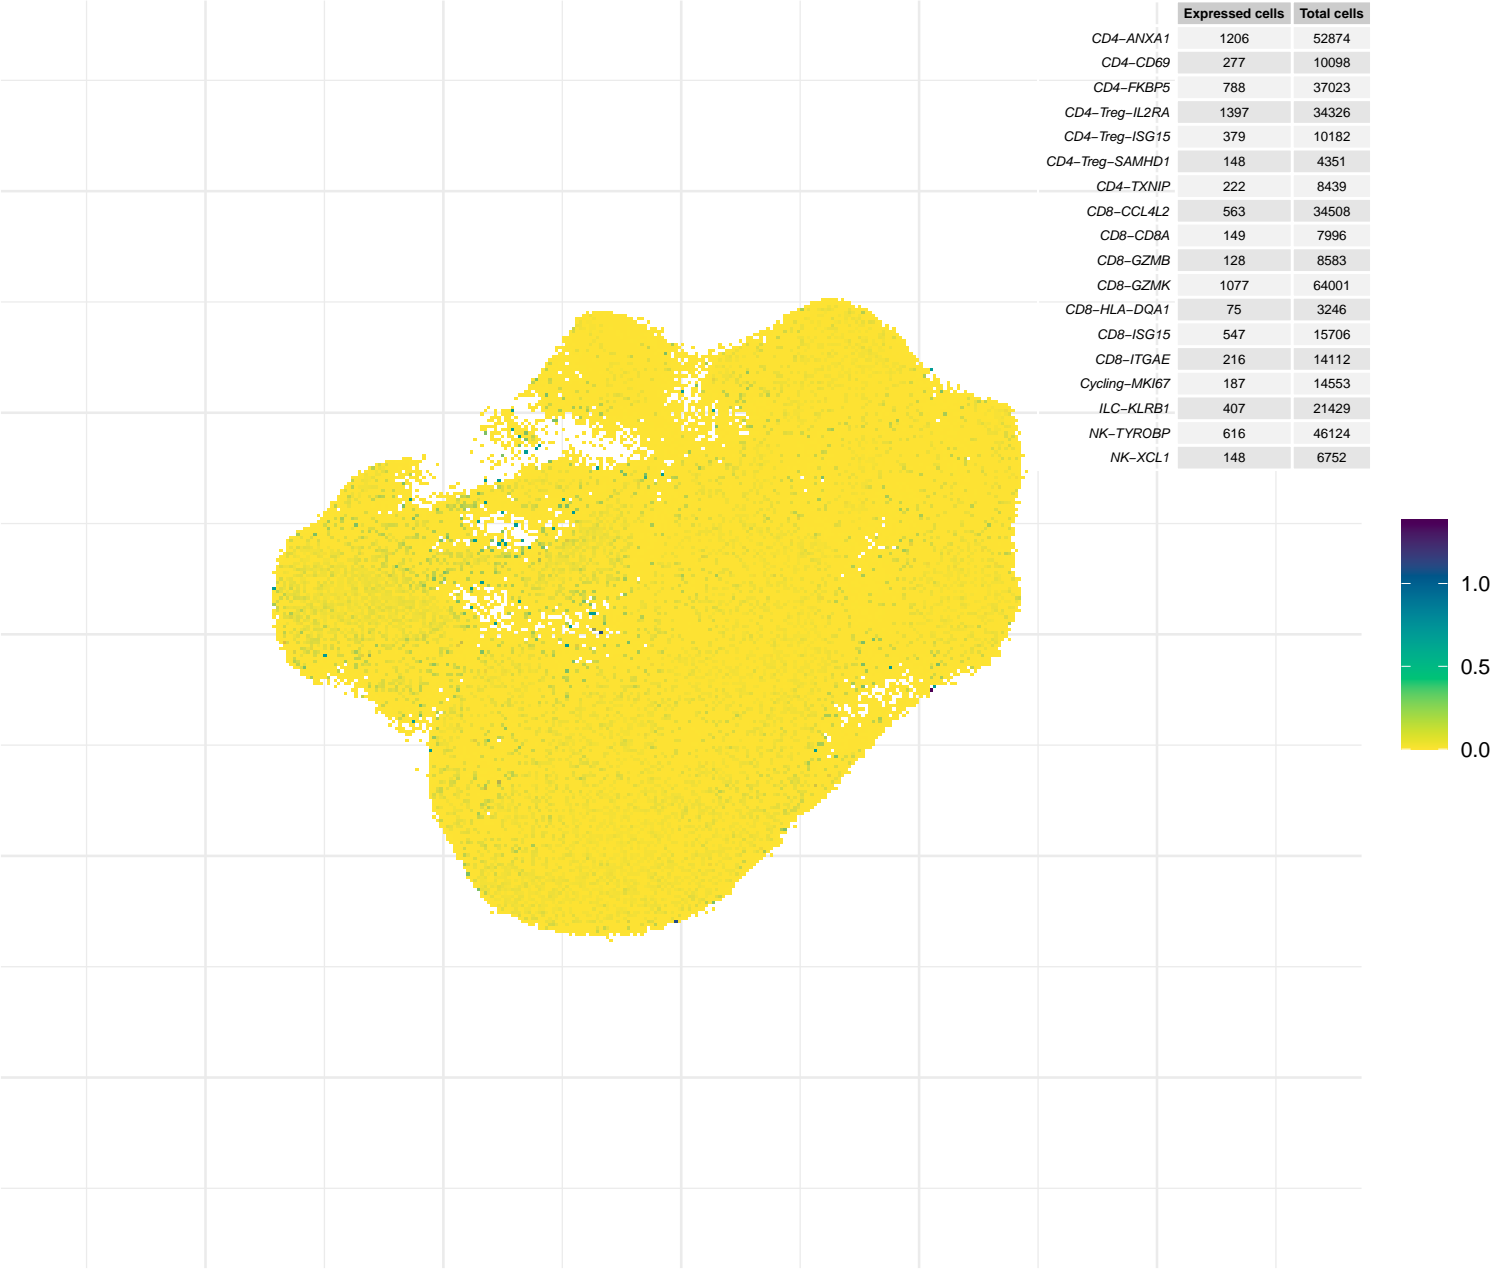 Expressed cells Total cells
CD4−ANXA1 1206 52874
CD4−CD69 277 10098
CD4−FKBP5 788 37023
CD4−Treg−IL2RA 1397 34326
CD4−Treg−ISG15 379 10182
CD4−Treg−SAMHD1 148 4351
CD4−TXNIP 222 8439
CD8−CCL4L2 563 34508
CD8−CD8A 149 7996
CD8−GZMB 128 8583
CD8−GZMK 1077 64001
CD8−HLA−DQA1 75 3246
CD8−ISG15 547 15706
CD8−ITGAE 216 14112
Cycling−MKI67 187 14553
ILC−KLRB1 407 21429
NK−TYROBP 616 46124
NK−XCL1 148 6752
1.0
0.5
0.0